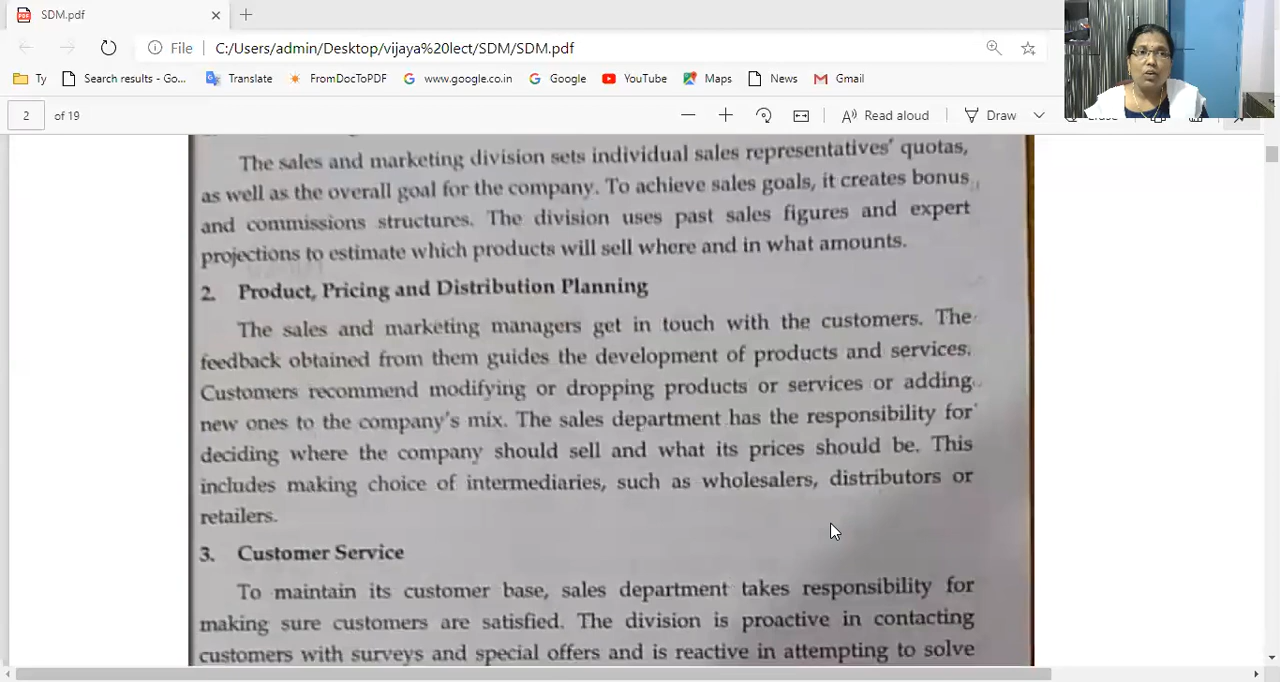 SDM.pdf
File
C:/Users/admin/Desktop/vijaya%20lect/SDM/SDM.pdf
Ty Search results - Go... Translate FromDocToPDF www.google.co.in Google YouTube Maps News Gmail
2 of 19 Read aloud Draw
The sales and marketing division sets individual sales representatives' quotas,
as well as the overall goal for the company. To achieve sales goals, it creates bonus
and commissions structures. The division uses past sales figures and expert
projections to estimate which products will sell where and in what amounts.
2. Product, Pricing and Distribution Planning
The sales and marketing managers get in touch with the customers. The
feedback obtained from them guides the development of products and services.
Customers recommend modifying or dropping products or services or adding
new ones to the company's mix. The sales department has the responsibility for
deciding where the company should sell and what its prices should be. This
includes making choice of intermediaries, such as wholesalers, distributors or
retailers.
3. Customer Service
To maintain its customer base, sales department takes responsibility for
making sure customers are satisfied. The division is proactive in contacting
customers with surveys and special offers and is reactive in attempting to solve